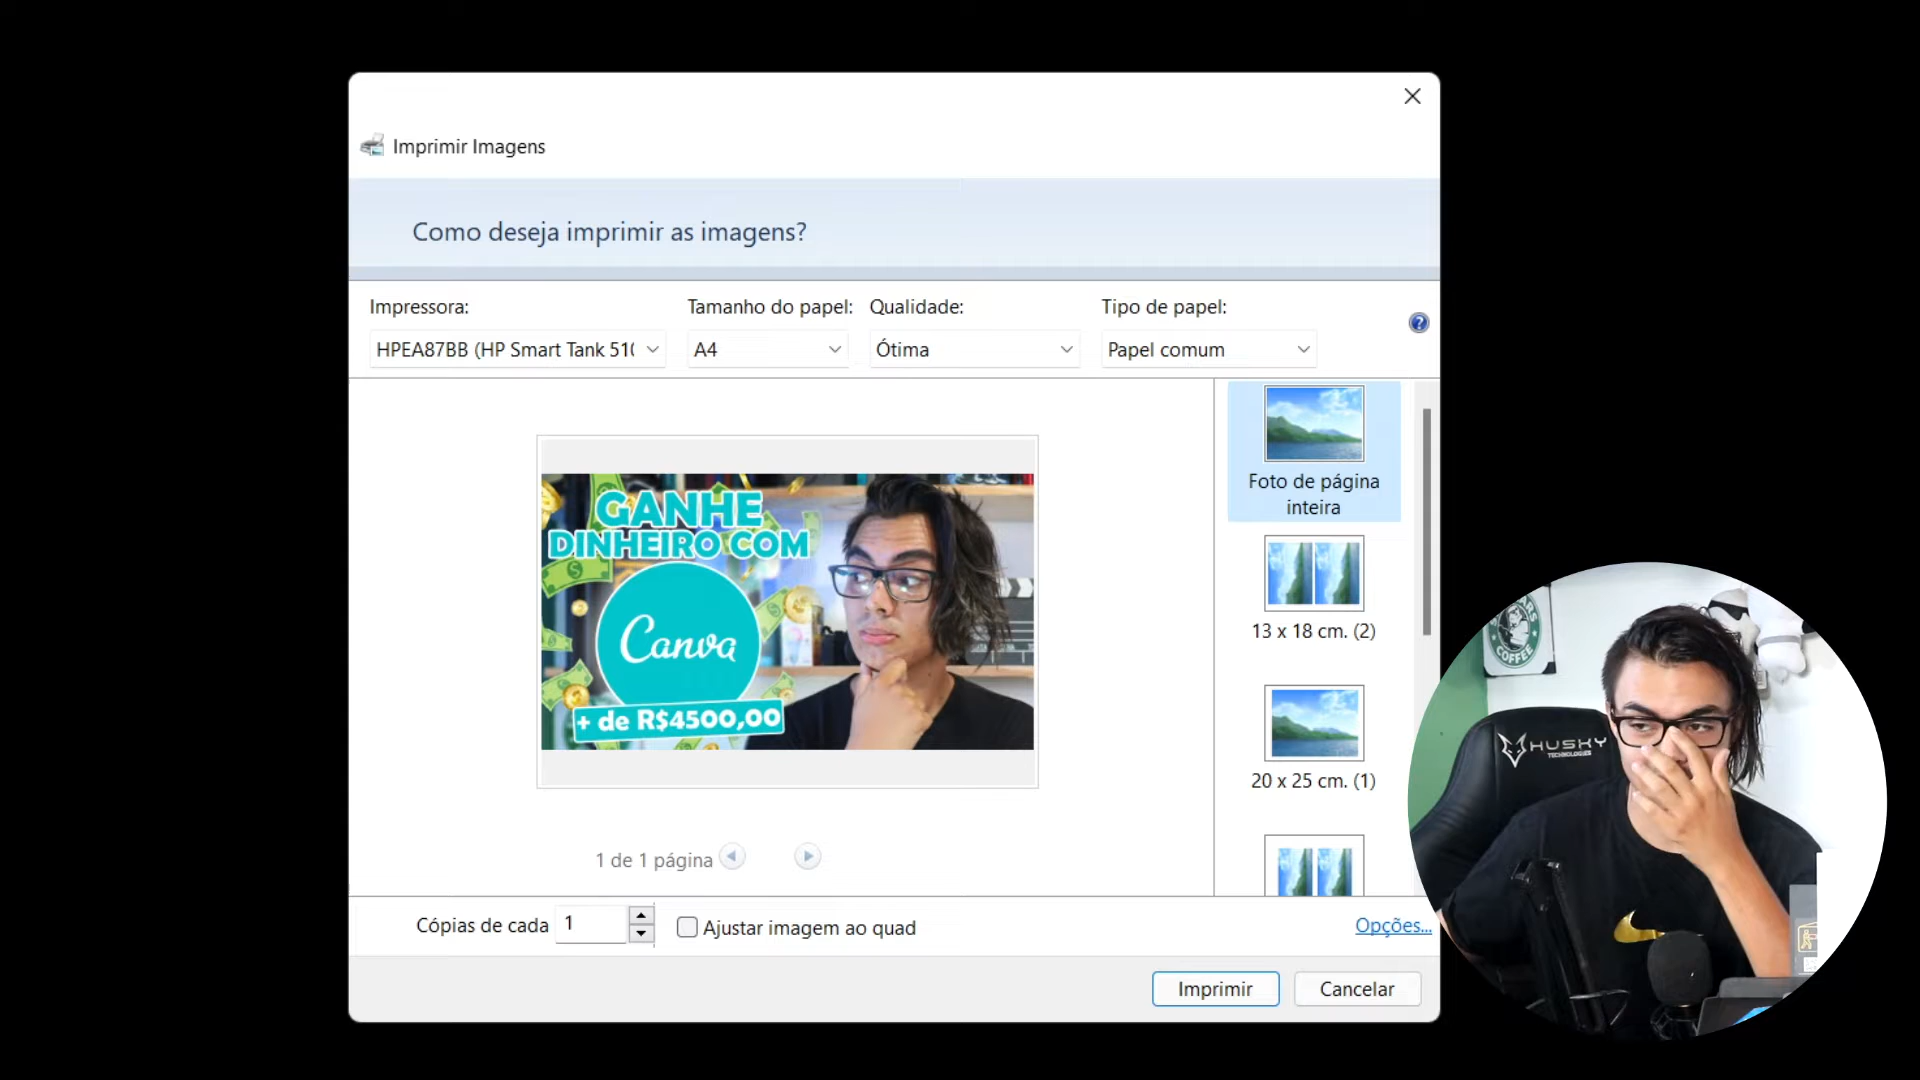 Imprimir Imagens
Como deseja imprimir as imagens?
Impressora: Tamanho do papel: Qualidade: Tipo de papel:
HPEA87BB (HP Smart Tank 510 A4 Ótima Papel comum
GANHE
DINHEIRO COM
Canva
+ de R$4500,00
Foto de página
inteira
13 x 18 cm. (2)
20 x 25 cm. (1)
1 de 1 página
Cópias de cada 1 Ajustar imagem ao quad
Opções...
Imprimir Cancelar
COFFEE
HUSKY
TECHNOLOGIES